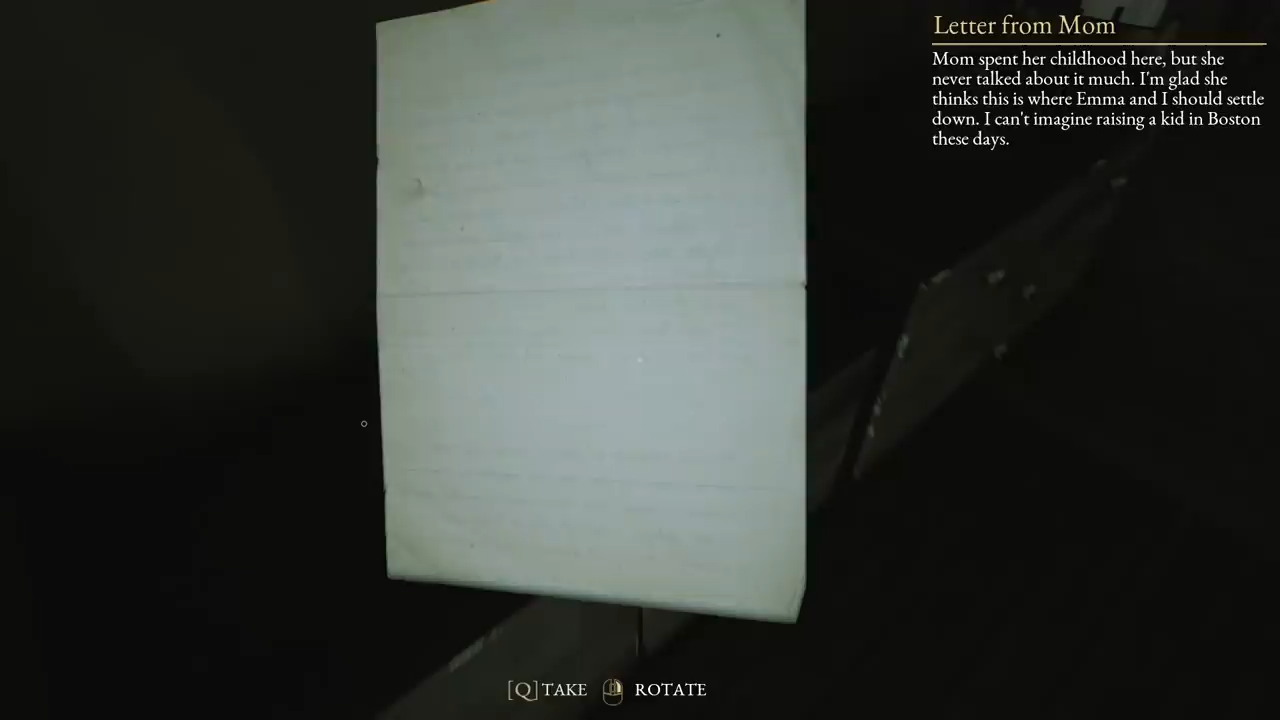 Letter from Mom
Mom spent her childhood here, but she
never talked about it much. I'm glad she
thinks this is where Emma and I should settle
down. I can't imagine raising a kid in Boston
these days.
[Q] TAKE ROTATE